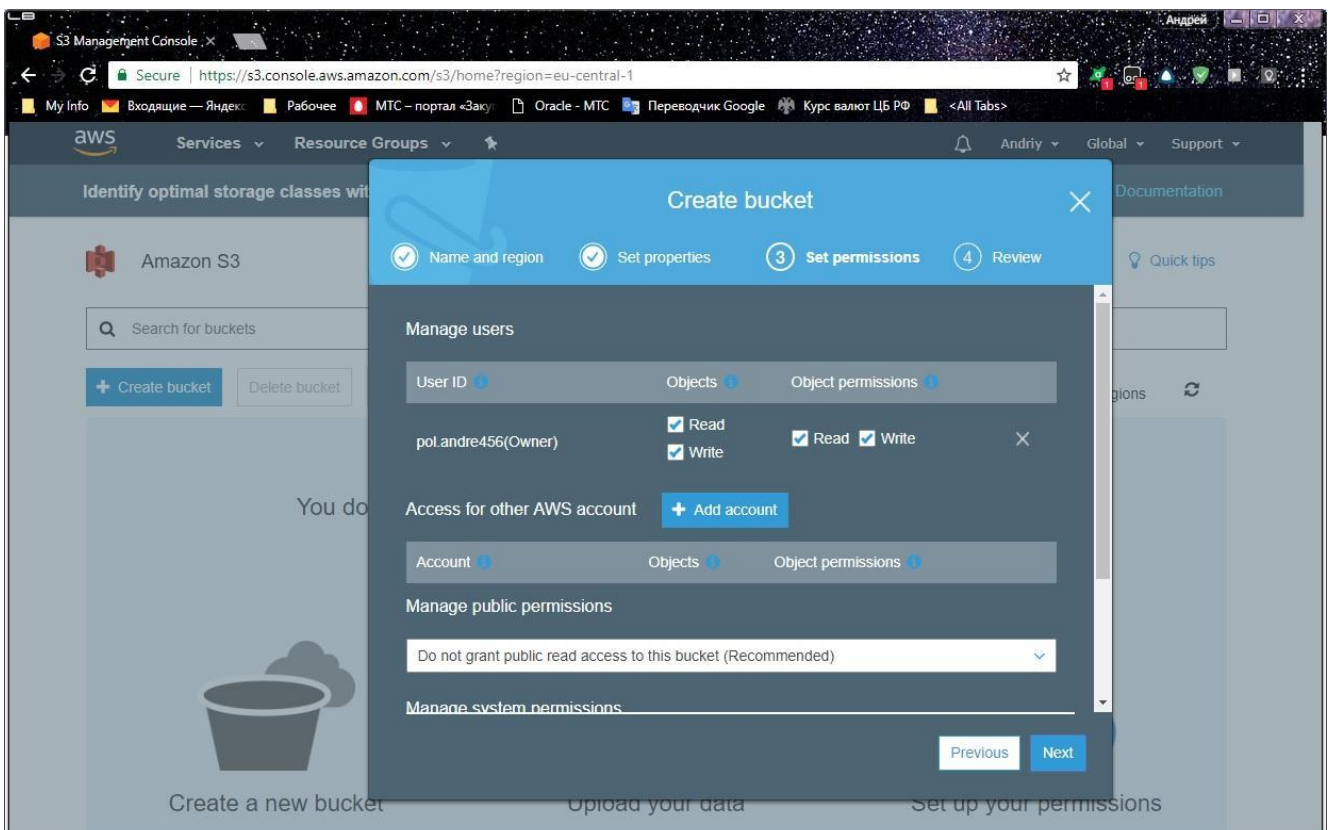 Андрей
S3 Management Console
Secure | https://s3.console.aws.amazon.com/s3/home?region=eu-central-1
My Info Входящие — Яндекс Рабочее МТС – портал «Заку Oracle - МТС Переводчик Google Курс валют ЦБ РФ <All Tabs>
aws Services Resource Groups Andriy Global Support
Identify optimal storage classes wit Documentation
Create bucket
Amazon S3
Name and region Set properties 3 Set permissions 4 Review
Quick tips
Search for buckets
Manage users
Create bucket Delete bucket
User ID Objects Object permissions
gions
pol.andre456(Owner)
Read
Write
Read Write
You do
Access for other AWS account Add account
Account Objects Object permissions
Manage public permissions
Do not grant public read access to this bucket (Recommended)
Manage system permissions
Previous Next
Create a new bucket Upload your data Set up your permissions